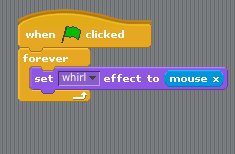 when clicked
forever
set whirl effect to mouse x